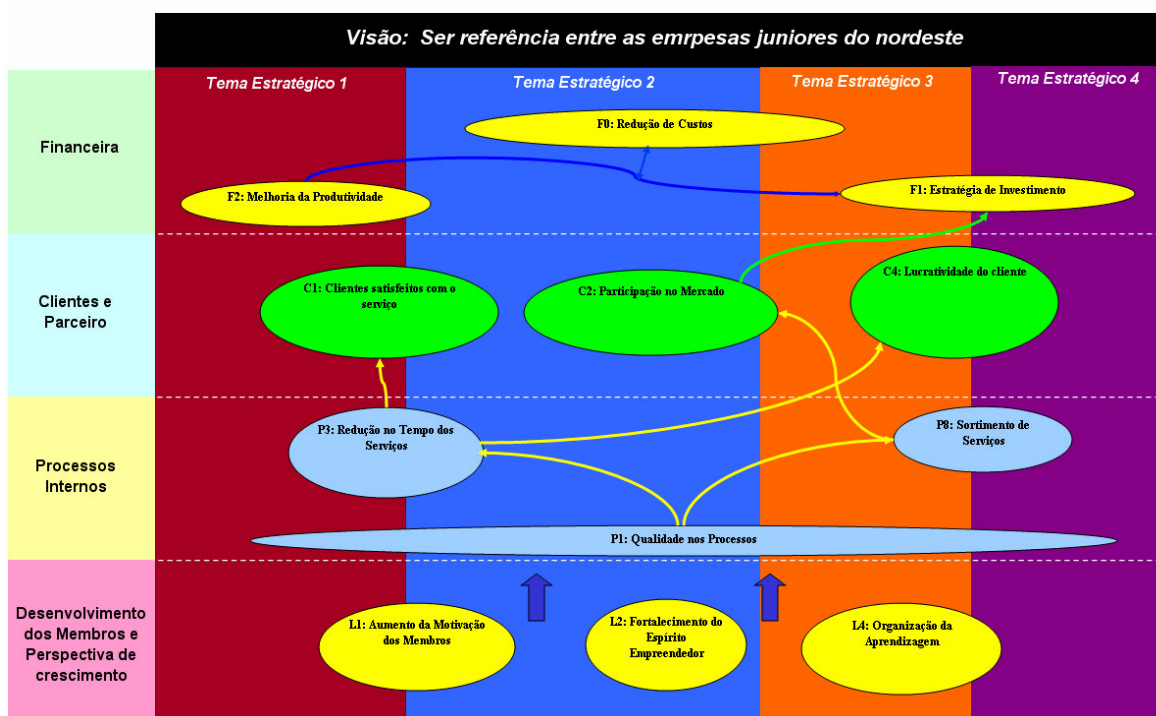 Visão: Ser referência entre as emrpesas juniores do nordeste
Tema Estratégico 1
Tema Estratégico 2
Tema Estratégico 3
Tema Estratégico 4
Financeira
F0: Redução de Custos
F2: Melhoria da Produtividade
F1: Estratégia de Investimento
Clientes e
Parceiro
C1: Clientes satisfeitos com o
serviço
C2: Participação no Mercado
C4: Lucratividade do cliente
Processos
Internos
P3: Redução no Tempo dos
Serviços
P8: Sortimento de
Serviços
P1: Qualidade nos Processos
Desenvolvimento
dos Membros e
Perspectiva de
crescimento
L1: Aumento da Motivação
dos Membros
L2: Fortalecimento do
Espírito
Empreendedor
L4: Organização da
Aprendizagem